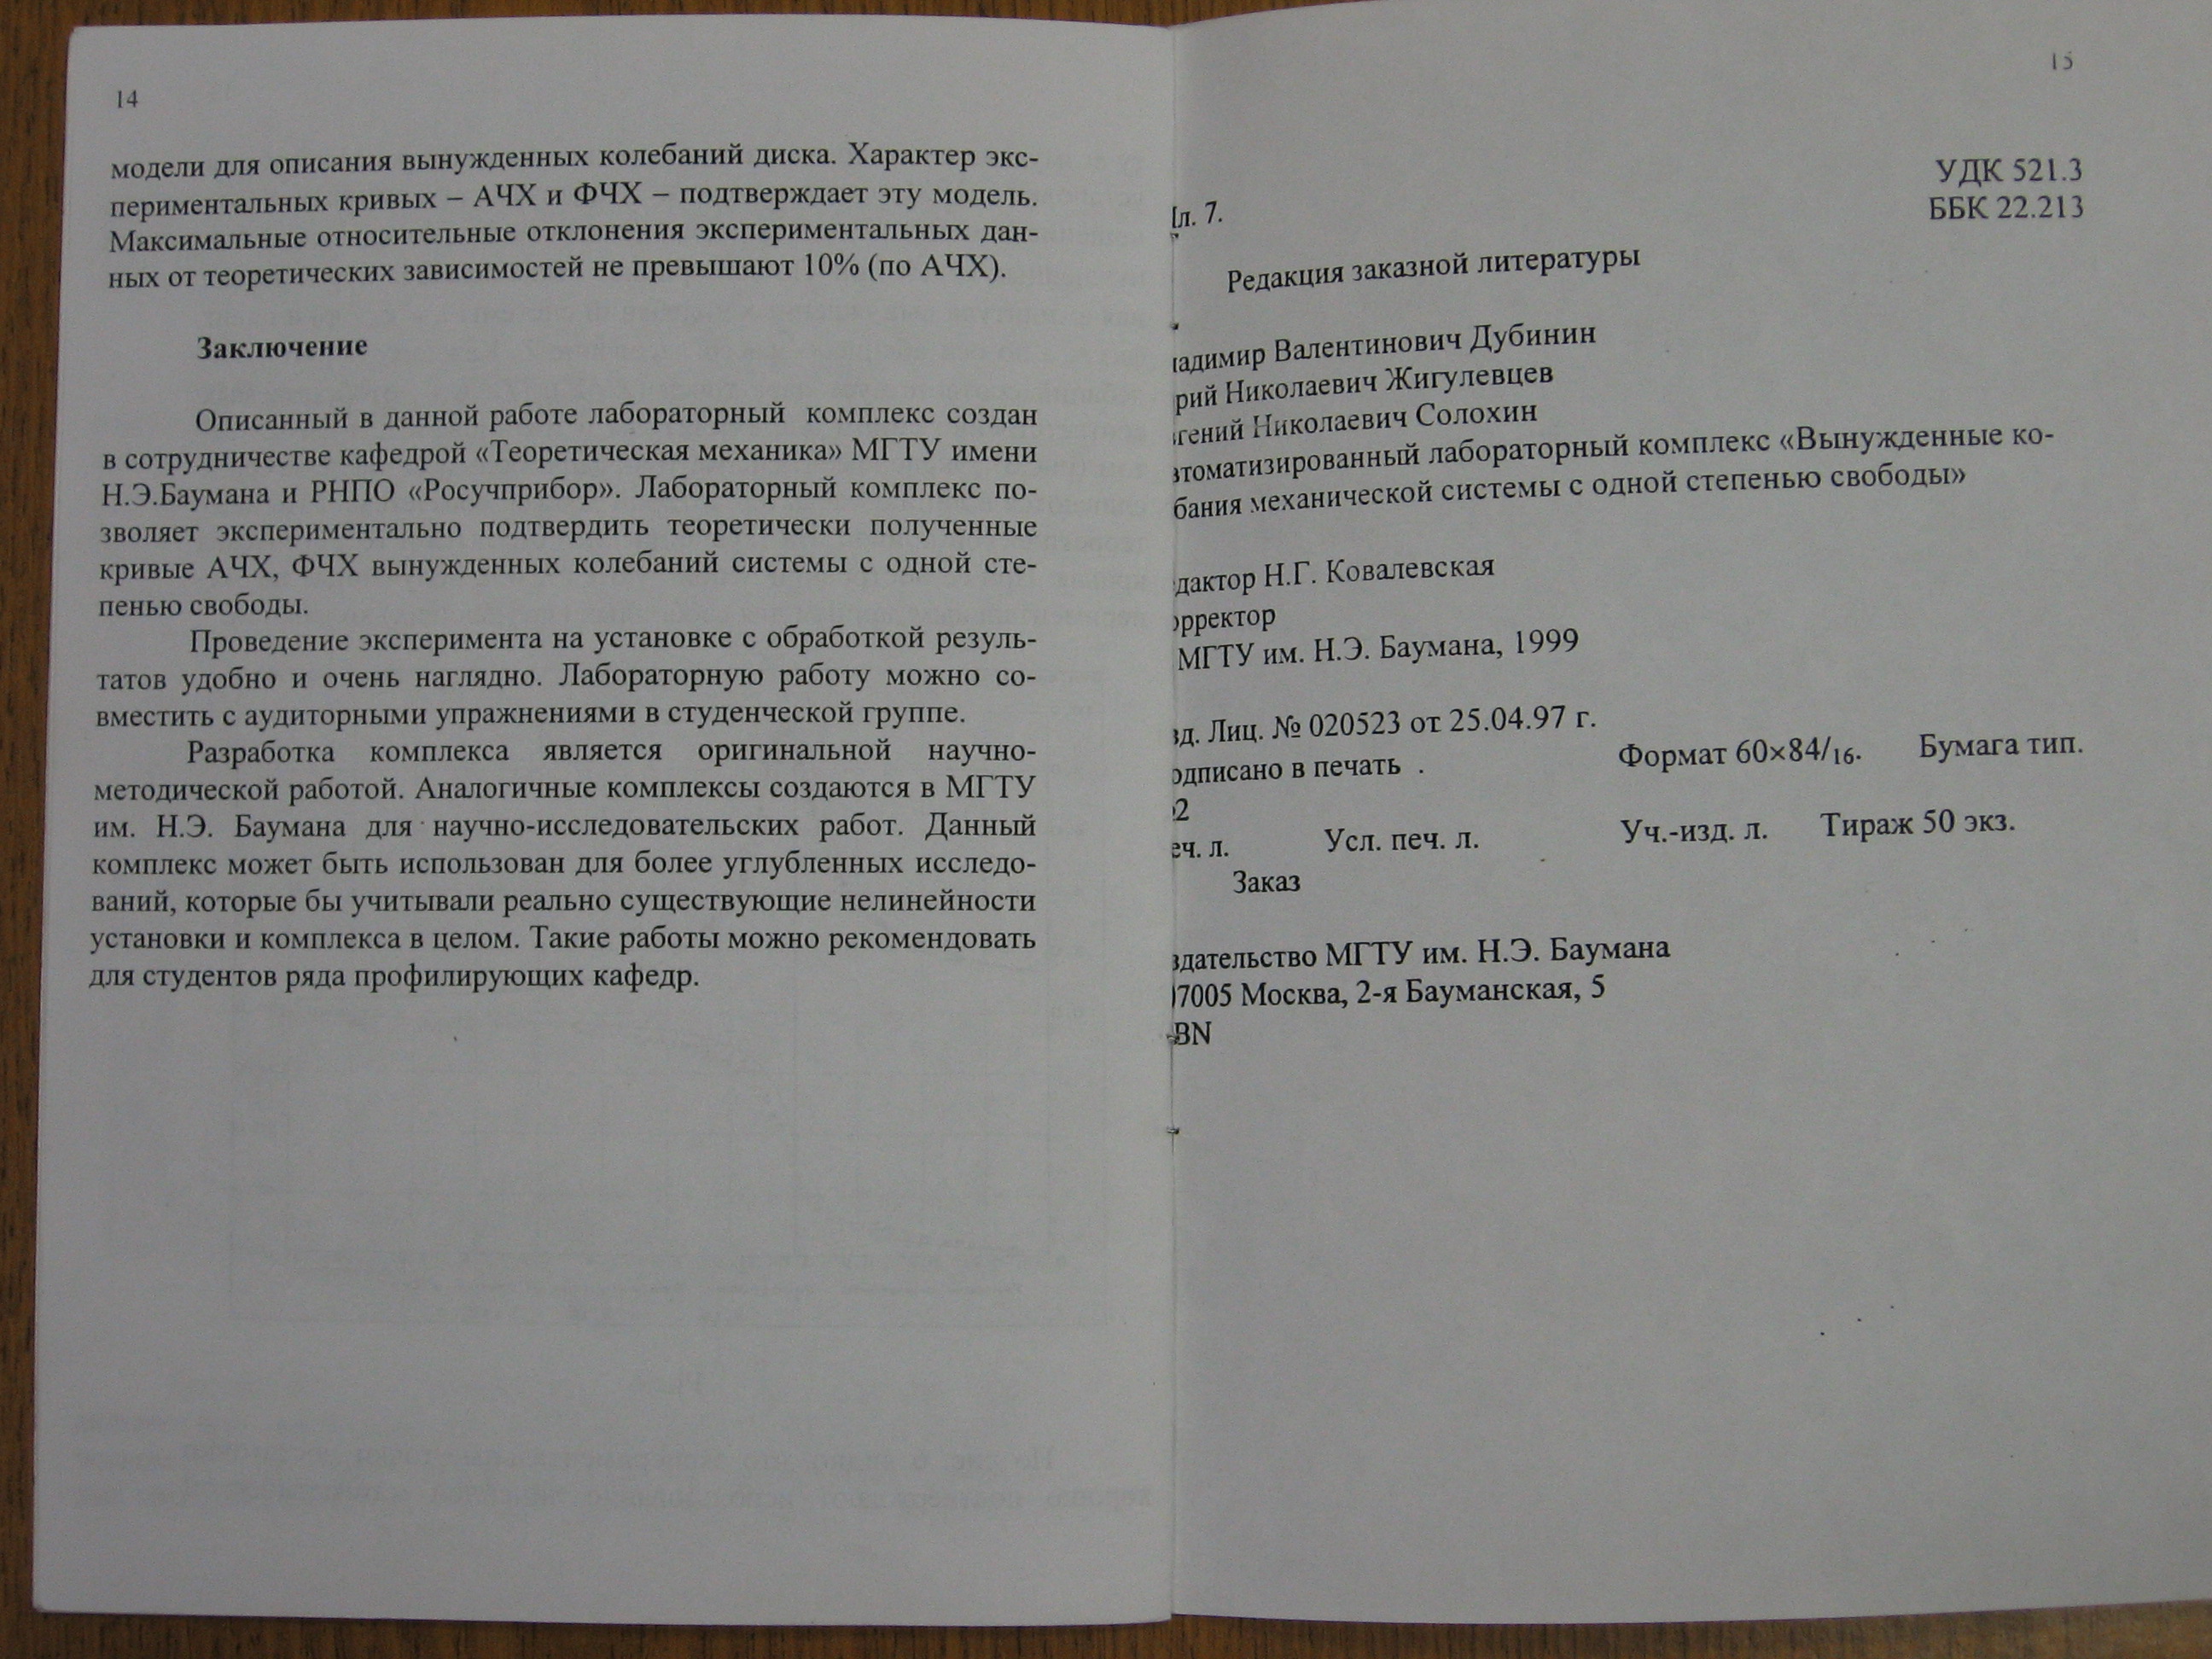 14
модели для описания вынужденных колебаний диска. Характер экс-
периментальных кривых – АЧХ и ФЧХ – подтверждает эту модель.
Максимальные относительные отклонения экспериментальных дан-
ных от теоретических зависимостей не превышают 10% (по АЧХ).
Заключение
Описанный в данной работе лабораторный комплекс создан
в сотрудничестве кафедрой «Теоретическая механика» МГТУ имени
Н.Э.Баумана и РНПО «Росучприбор». Лабораторный комплекс по-
зволяет экспериментально подтвердить теоретически полученные
кривые АЧХ, ФЧХ вынужденных колебаний системы с одной сте-
пенью свободы.
Проведение эксперимента на установке с обработкой резуль-
татов удобно и очень наглядно. Лабораторную работу можно со-
вместить с аудиторными упражнениями в студенческой группе.
Разработка комплекса является оригинальной научно-
методической работой. Аналогичные комплексы создаются в МГТУ
им. Н.Э. Баумана для научно-исследовательских работ. Данный
комплекс может быть использован для более углубленных исследо-
ваний, которые бы учитывали реально существующие нелинейности
установки и комплекса в целом. Такие работы можно рекомендовать
для студентов ряда профилирующих кафедр.
15
УДК 521.3
ББК 22.213
л. 7.
Редакция заказной литературы
адимир Валентинович Дубинин
рий Николаевич Жигулевцев
гений Николаевич Солохин
томатизированный лабораторный комплекс «Вынужденные ко-
бания механической системы с одной степенью свободы»
дактор Н.Г. Ковалевская
рректор
МГТУ им. Н.Э. Баумана, 1999
зд. Лиц. № 020523 от 25.04.97 г.
одписано в печать . Формат 60×84/16. Бумага тип.
2
еч. л. Усл. печ. л. Уч.-изд. л. Тираж 50 экз.
Заказ
здательство МГТУ им. Н.Э. Баумана
7005 Москва, 2-я Бауманская, 5
BN